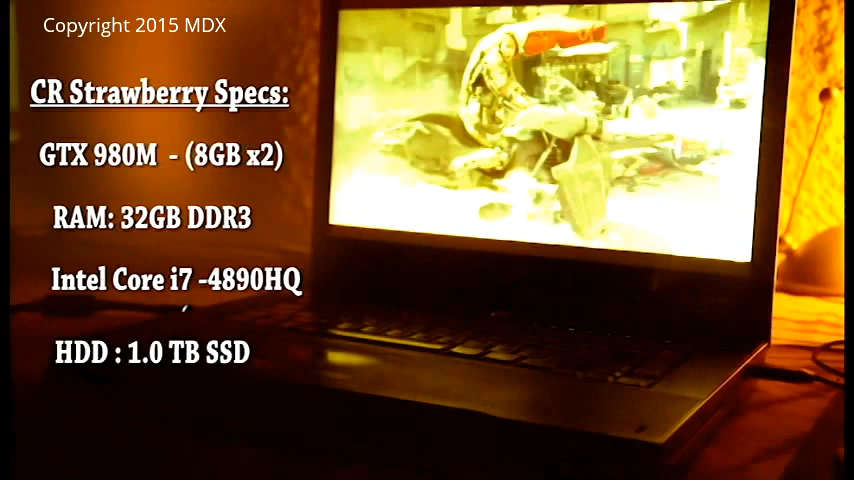 Copyright 2015 MDX
CR Strawberry Specs:
GTX 980M - (8GB x2)
RAM: 32GB DDR3
Intel Core i7 -4890HQ
HDD : 1.0 TB SSD